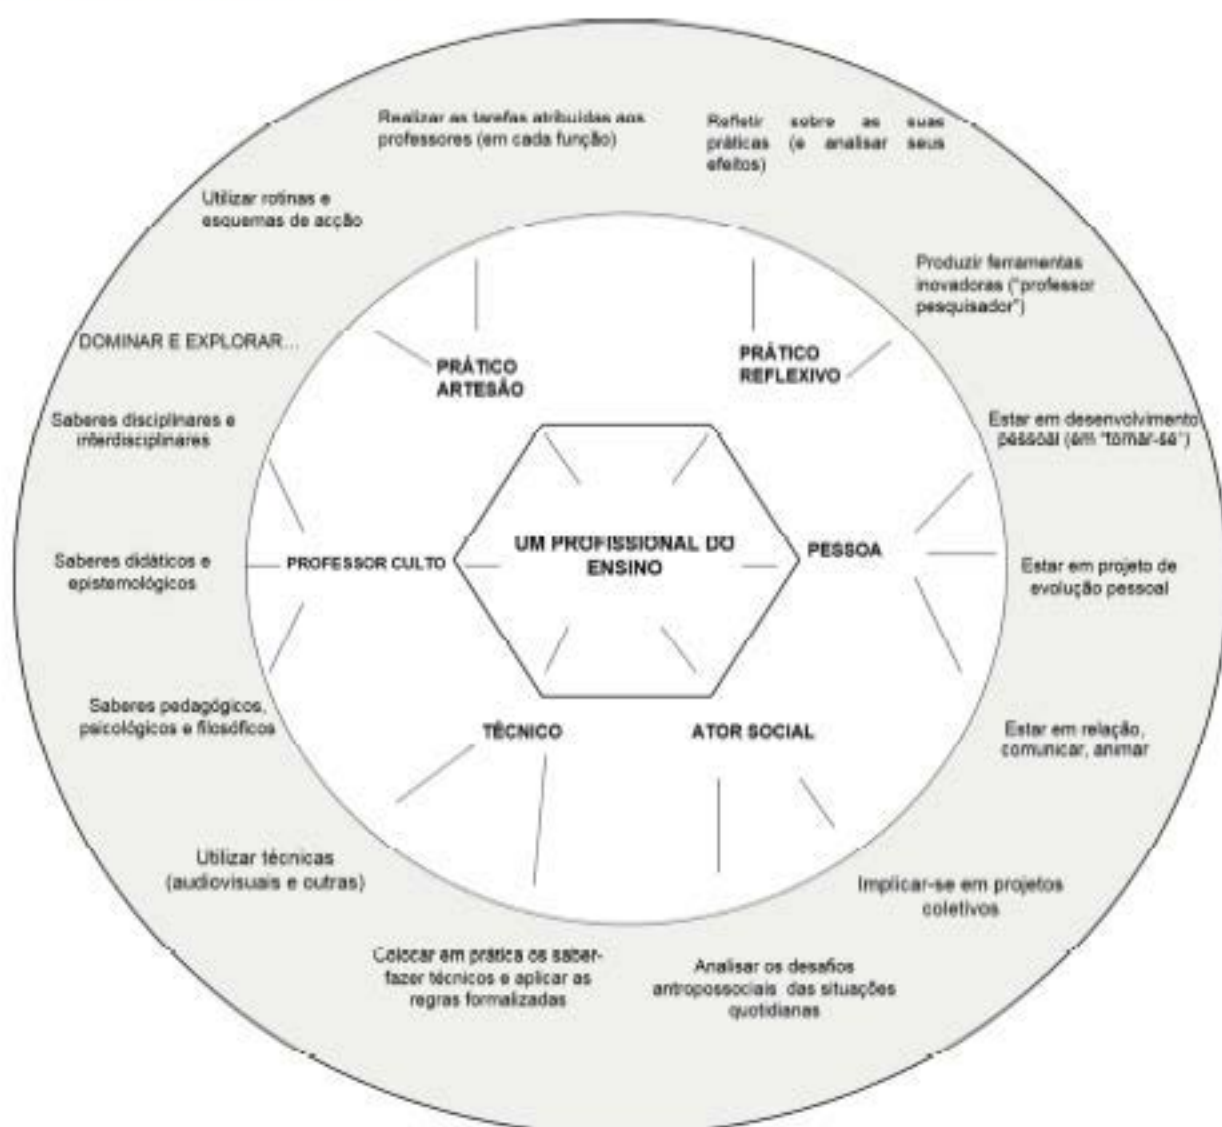 Realizar as tarefas atribuídas aos
professores (em cada função)
Refletir sobre as suas
práticas (e analisar seus
efeitos)
Utilizar rotinas e
esquemas de acção
Produzir ferramentas
inovadoras ("professor
pesquisador")
DOMINAR E EXPLORAR...
PRÁTICO
ARTESÃO
PRÁTICO
REFLEXIVO
Saberes disciplinares e
interdisciplinares
Estar em desenvolvimento
pessoal (em "tornar-se")
UM PROFISSIONAL DO
ENSINO
PROFESSOR CULTO
PESSOA
Saberes didáticos e
epistemológicos
Estar em projeto de
evolução pessoal
Saberes pedagógicos,
psicológicos e filosóficos
TÉCNICO
ATOR SOCIAL
Estar em relação,
comunicar, animar
Utilizar técnicas
(audiovisuais e outras)
Implicar-se em projetos
coletivos
Colocar em prática os saber-
fazer técnicos e aplicar as
regras formalizadas
Analisar os desafios
antropossociais das situações
quotidianas